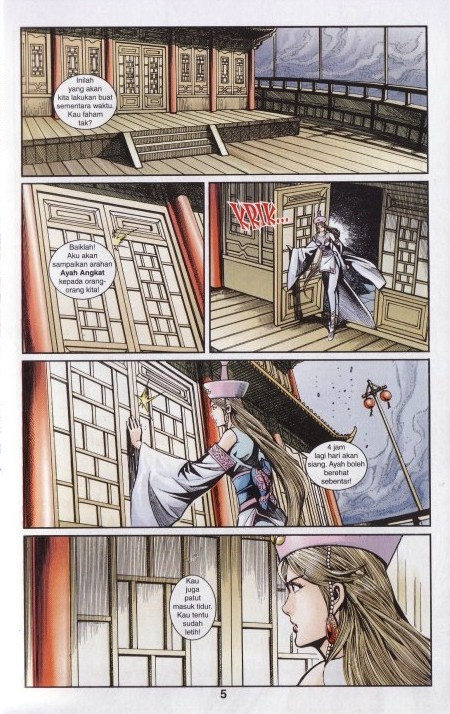 Inilah
yang akan
kita lakukan buat
sementara waktu.
Kau faham
tak?
Baiklah!
Aku akan
sampaikan arahan
Ayah Angkat
kepada orang-
orang kita!
KRIK...
4 jam
lagi hari akan
siang. Ayah boleh
berehat
sebentar!
Kau
juga
patut
masuk tidur.
Kau tentu
sudah
letih!
5